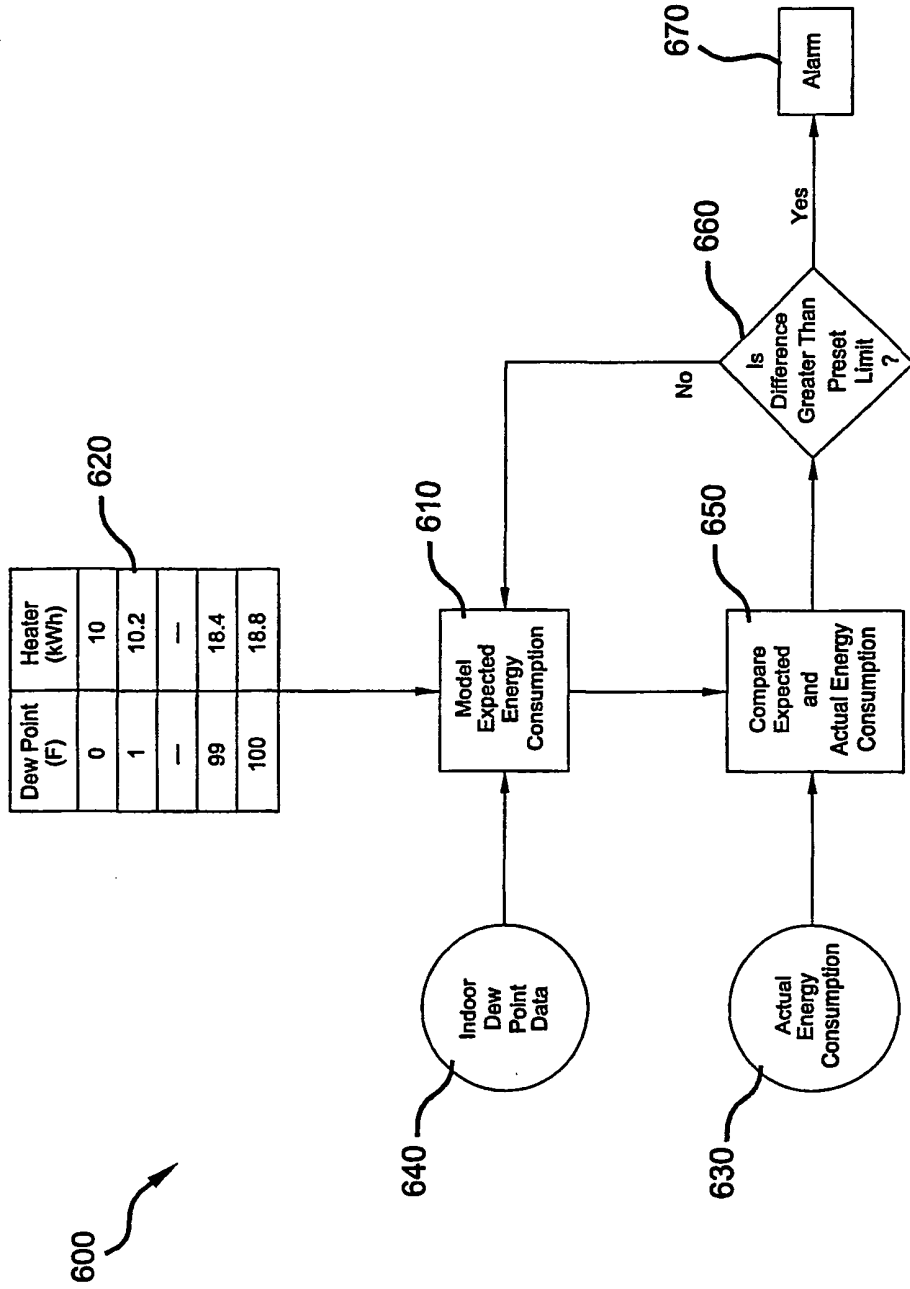 600
Dew Point
(F)
Heater
(kWh)
0
10
1
10.2
—
—
99
18.4
100
18.8
620
640
Indoor
Dew
Point
Data
610
Model
Expected
Energy
Consumption
630
Actual
Energy
Consumption
650
Compare
Expected
and
Actual Energy
Consumption
660
Is
Difference
Greater Than
Preset
Limit
?
No
Yes
670
Alarm